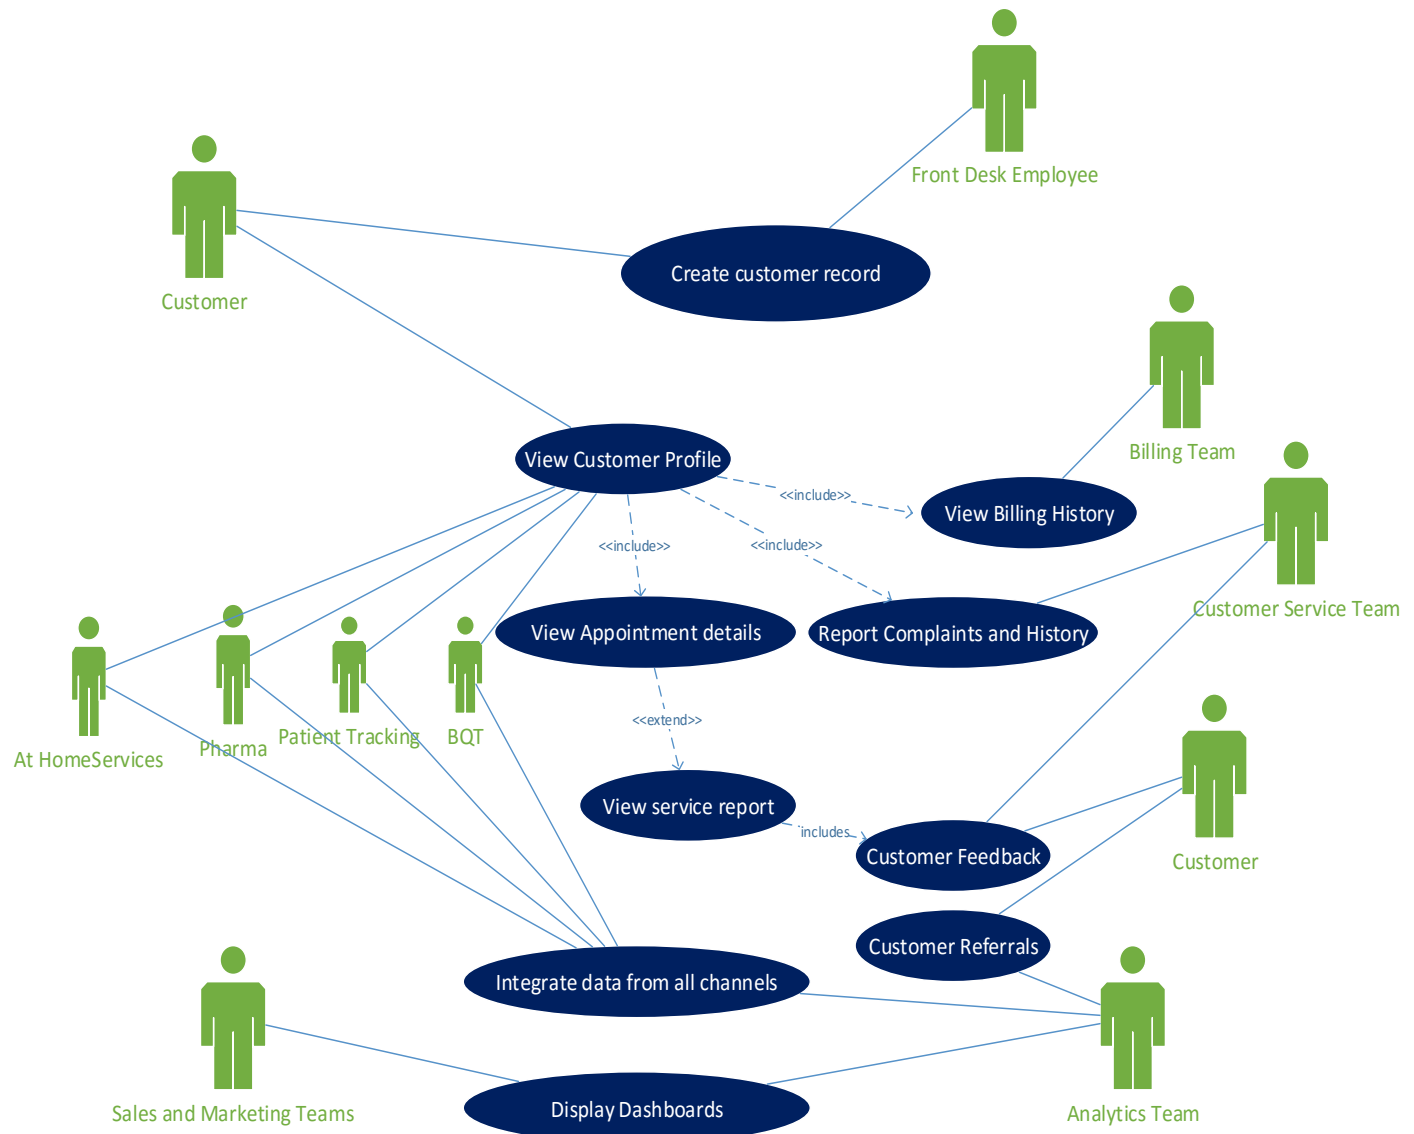 Front Desk Employee
Create customer record
Customer
Billing Team
View Customer Profile
<<include>>
View Billing History
<<include>>
<<include>>
Customer Service Team
View Appointment details
Report Complaints and History
<<extend>>
Pharma
Patient Tracking
BQT
At HomeServices
View service report
includes
Customer Feedback
Customer
Customer Referrals
Integrate data from all channels
Sales and Marketing Teams
Display Dashboards
Analytics Team